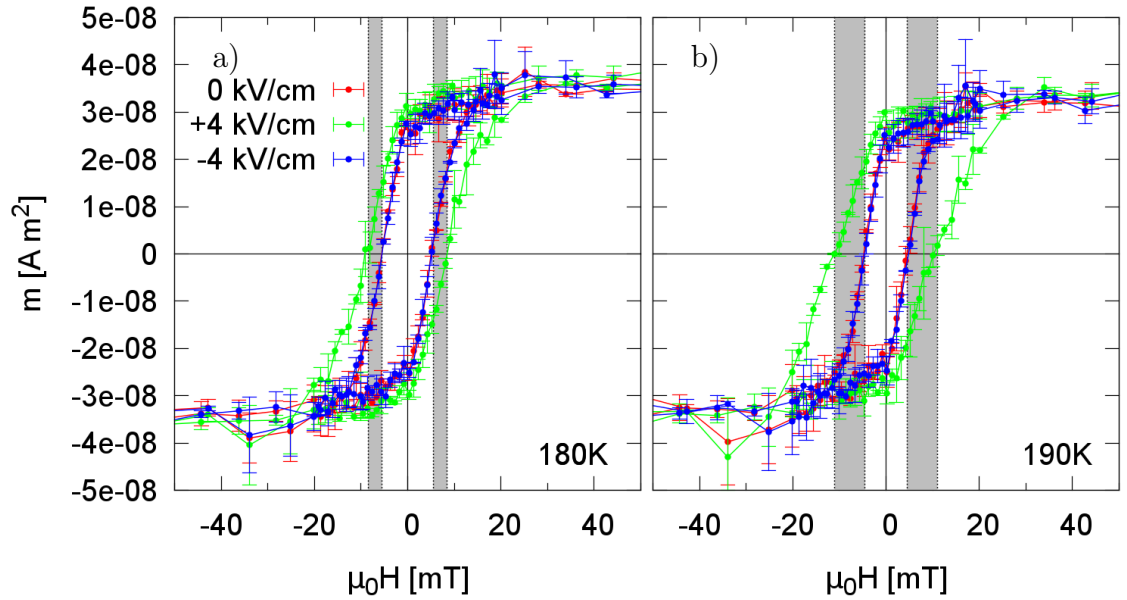 5e-08
4e-08
3e-08
2e-08
1e-08
0
-1e-08
-2e-08
-3e-08
-4e-08
-5e-08
m [A m²]
a)
0 kV/cm
+4 kV/cm
-4 kV/cm
180K
-40 -20 0 20 40
μ₀H [mT]
b)
190K
-40 -20 0 20 40
μ₀H [mT]